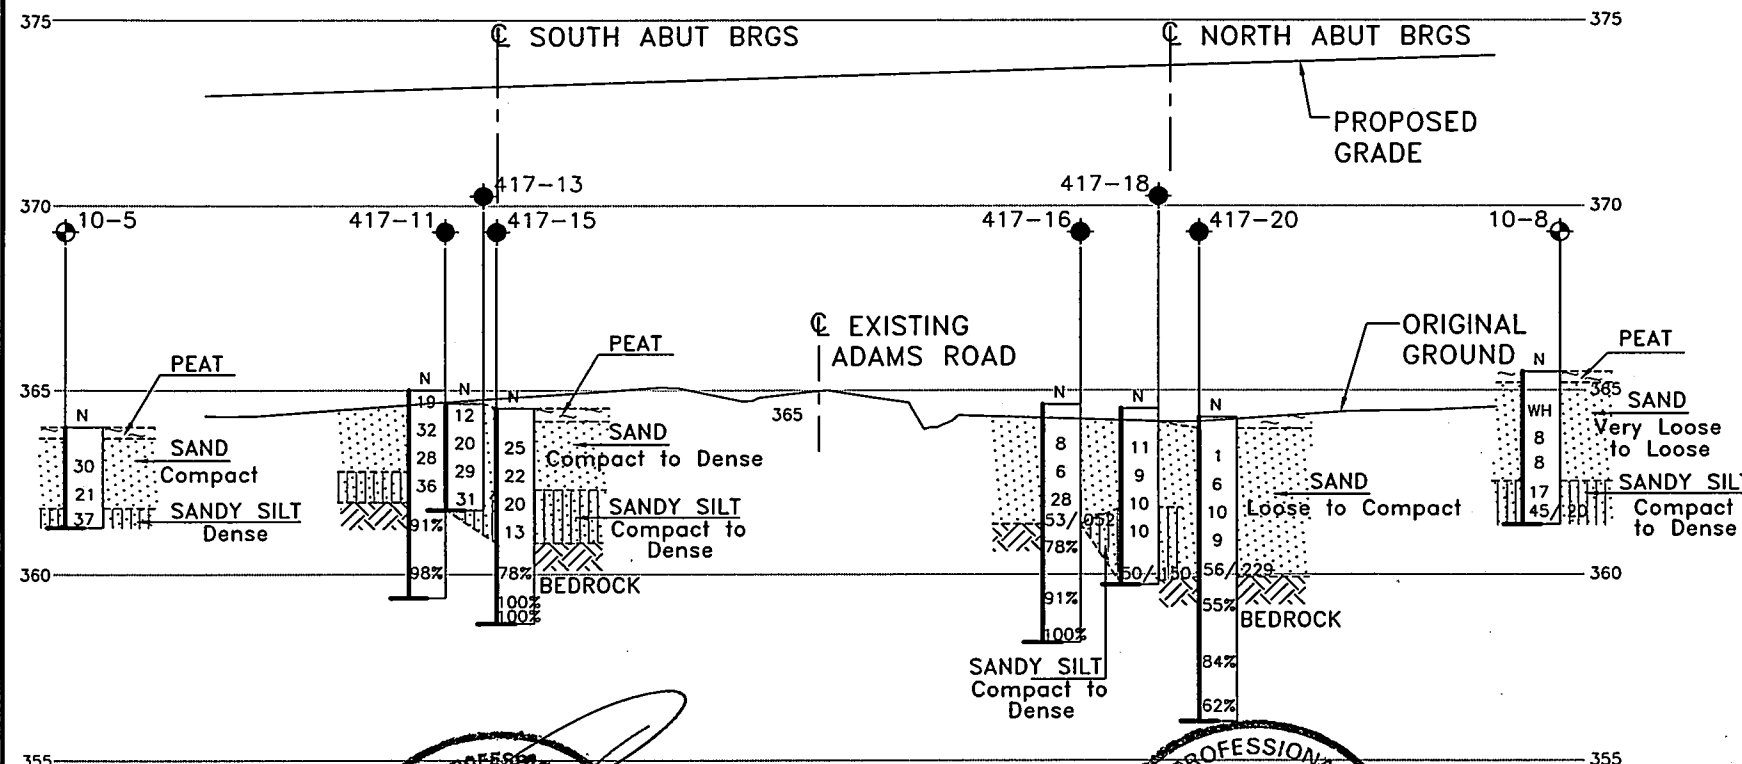 375
375
℄ SOUTH ABUT BRGS
℄ NORTH ABUT BRGS
PROPOSED
GRADE
417-13
417-18
370
370
10-5
417-11
417-15
417-16
417-20
10-8
℄ EXISTING
ADAMS ROAD
ORIGINAL
GROUND
PEAT
PEAT
PEAT
365
365
365
N
30
21
37
SAND
Compact
SANDY SILT
Dense
N
19
32
28
36
91%
98%
N
12
20
29
31
N
25
22
20
13
78%
100%
100%
SAND
Compact to Dense
SANDY SILT
Compact to
Dense
BEDROCK
N
8
6
28
53/.052
78%
91%
100%
N
11
9
10
10
50/.150
SANDY SILT
Compact to
Dense
N
1
6
10
9
56/.229
55%
84%
62%
SAND
Loose to Compact
BEDROCK
N
WH
8
8
17
45/.20
SAND
Very Loose
to Loose
SANDY SILT
Compact
to Dense
360
360
355
355
PROFESSION